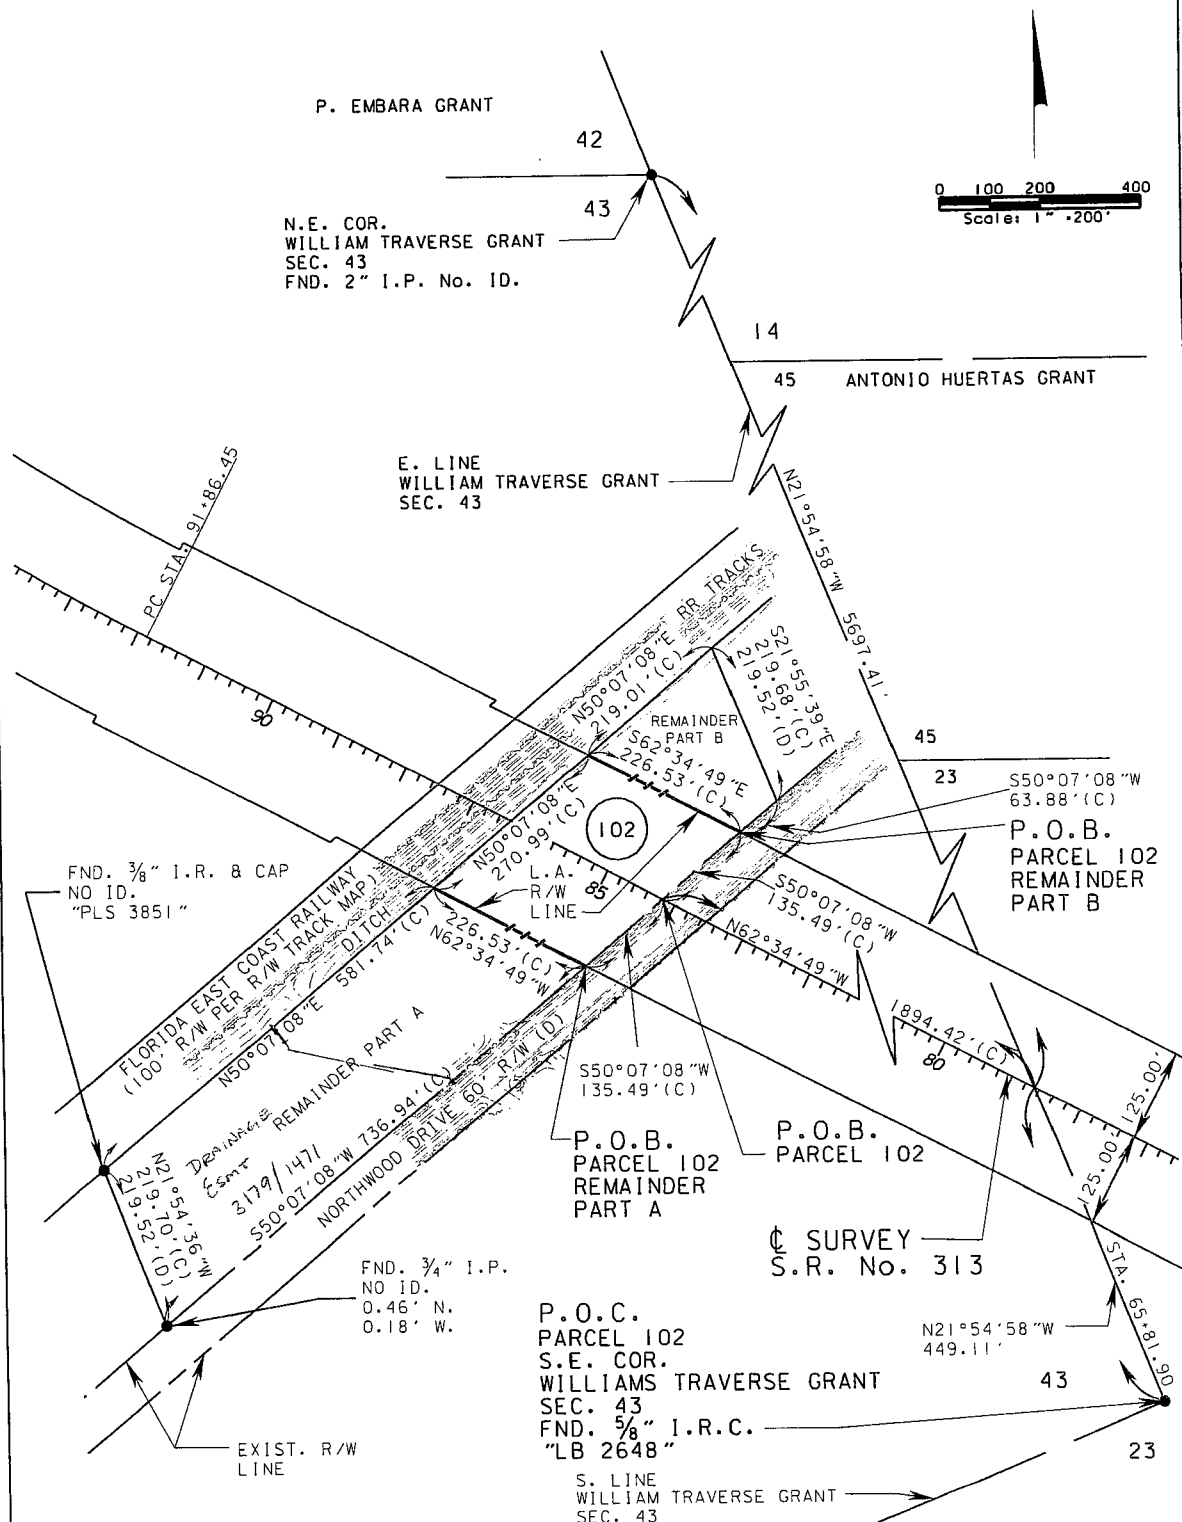 P. EMBARA GRANT
42
43
N.E. COR.
WILLIAM TRAVERSE GRANT
SEC. 43
FND. 2" I.P. No. ID.
0 100 200 400
Scale: 1" =200'
14
45 ANTONIO HUERTAS GRANT
E. LINE
WILLIAM TRAVERSE GRANT
SEC. 43
PC STA. 91+86.45
N21°54'58"W 5697.41'
RR TRACKS
N50°07'08"E
219.01'(C)
S21°55'39"E
219.68'(C)
219.52'(D)
REMAINDER
PART B
S62°34'49"E
226.53'(C)
90
45
23
S50°07'08"W
63.88'(C)
P.O.B.
PARCEL 102
REMAINDER
PART B
N50°07'08"E
270.99'(C)
102
85
L.A.
R/W
LINE
FND. 3/8" I.R. & CAP
NO ID.
"PLS 3851"
FLORIDA EAST COAST RAILWAY
(100' R/W PER R/W TRACK MAP)
DITCH
N50°07'08"E 581.74'(C)
226.53'(C)
N62°34'49"W
S50°07'08"W
135.49'(C)
N62°34'49"W
1894.42'(C)
80
REMAINDER PART A
DRAINAGE
ESMT
3179/1471
S50°07'08"W 736.94'(C)
NORTHWOOD DRIVE 60' R/W (D)
S50°07'08"W
135.49'(C)
P.O.B.
PARCEL 102
REMAINDER
PART A
P.O.B.
PARCEL 102
125.00'
125.00'
N21°54'36"W
219.70'(C)
219.52'(D)
℄ SURVEY
S.R. No. 313
FND. 3/4" I.P.
NO ID.
0.46' N.
0.18' W.
STA. 65+81.90
N21°54'58"W
449.11'
P.O.C.
PARCEL 102
S.E. COR.
WILLIAMS TRAVERSE GRANT
SEC. 43
FND. 5/8" I.R.C.
"LB 2648"
43
23
EXIST. R/W
LINE
S. LINE
WILLIAM TRAVERSE GRANT
SEC. 43